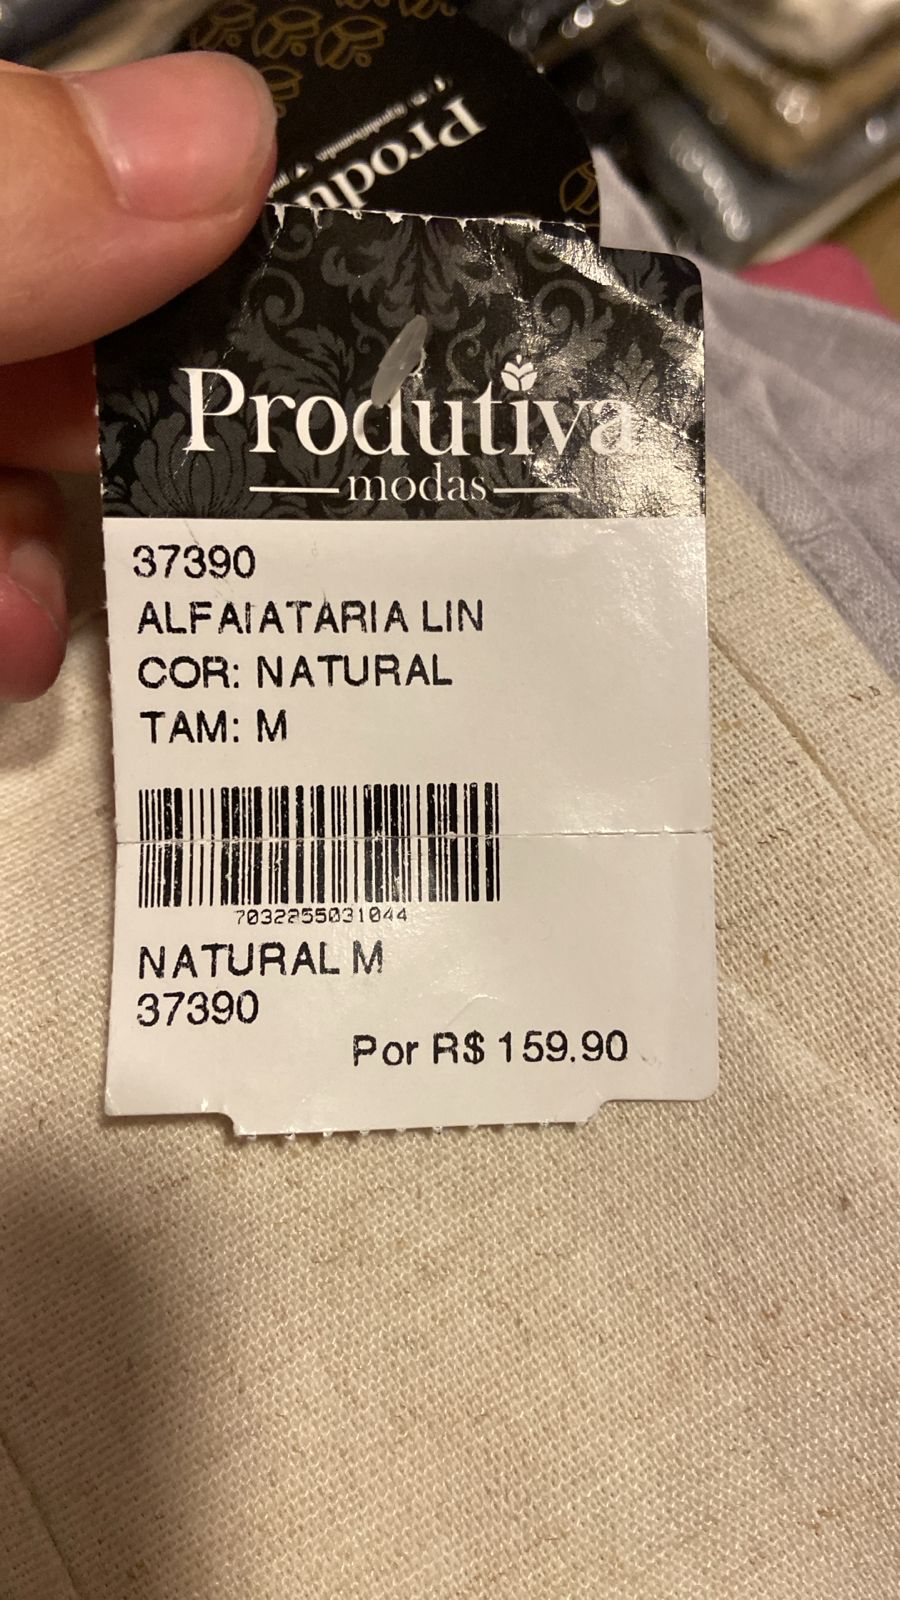 Produtiva
modas
37390
ALFAIATARIA LIN
COR: NATURAL
TAM: M
7032255031044
NATURAL M
37390
Por R$ 159.90